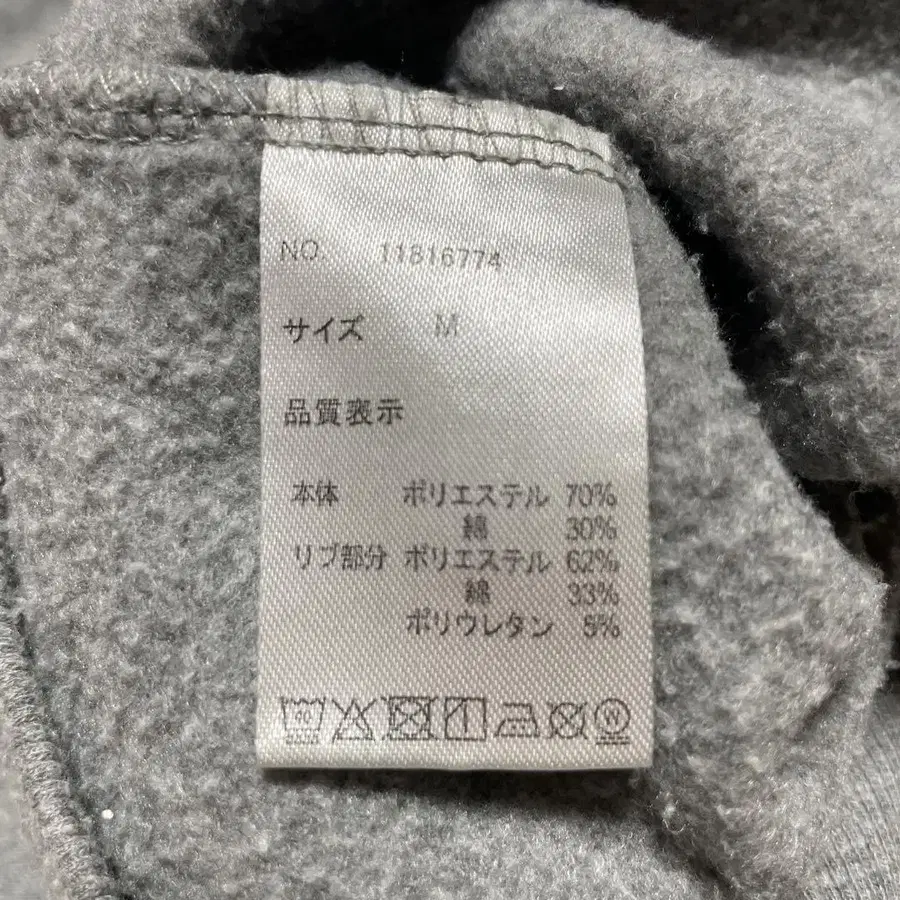 NO. 11816774
サイズ M
品質表示
本体 ポリエステル 70%
綿 30%
リブ部分 ポリエステル 62%
綿 33%
ポリウレタン 5%
40 W